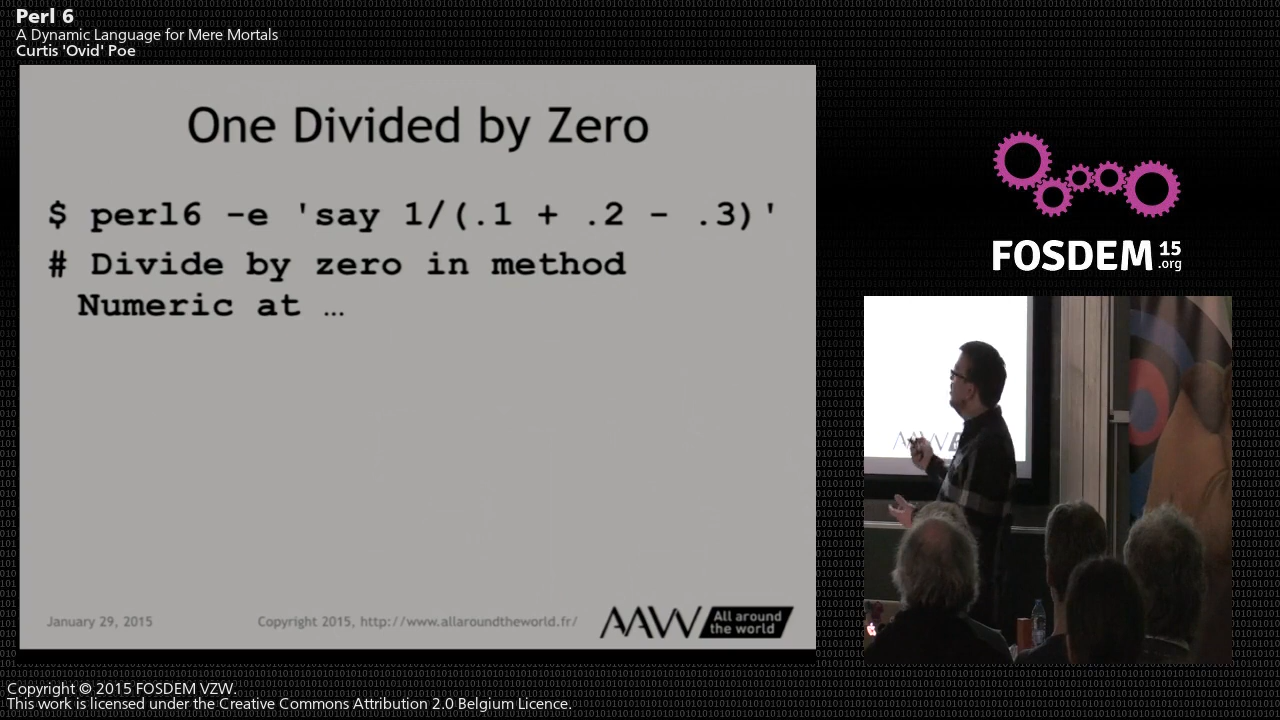 Perl 6
A Dynamic Language for Mere Mortals
Curtis 'Ovid' Poe
One Divided by Zero
$ perl6 -e 'say 1/(.1 + .2 - .3)'
# Divide by zero in method
Numeric at …
January 29, 2015
Copyright 2015, http://www.allaroundtheworld.fr/
AAW All around
the world
FOSDEM 15
.org
Copyright © 2015 FOSDEM VZW.
This work is licensed under the Creative Commons Attribution 2.0 Belgium Licence.